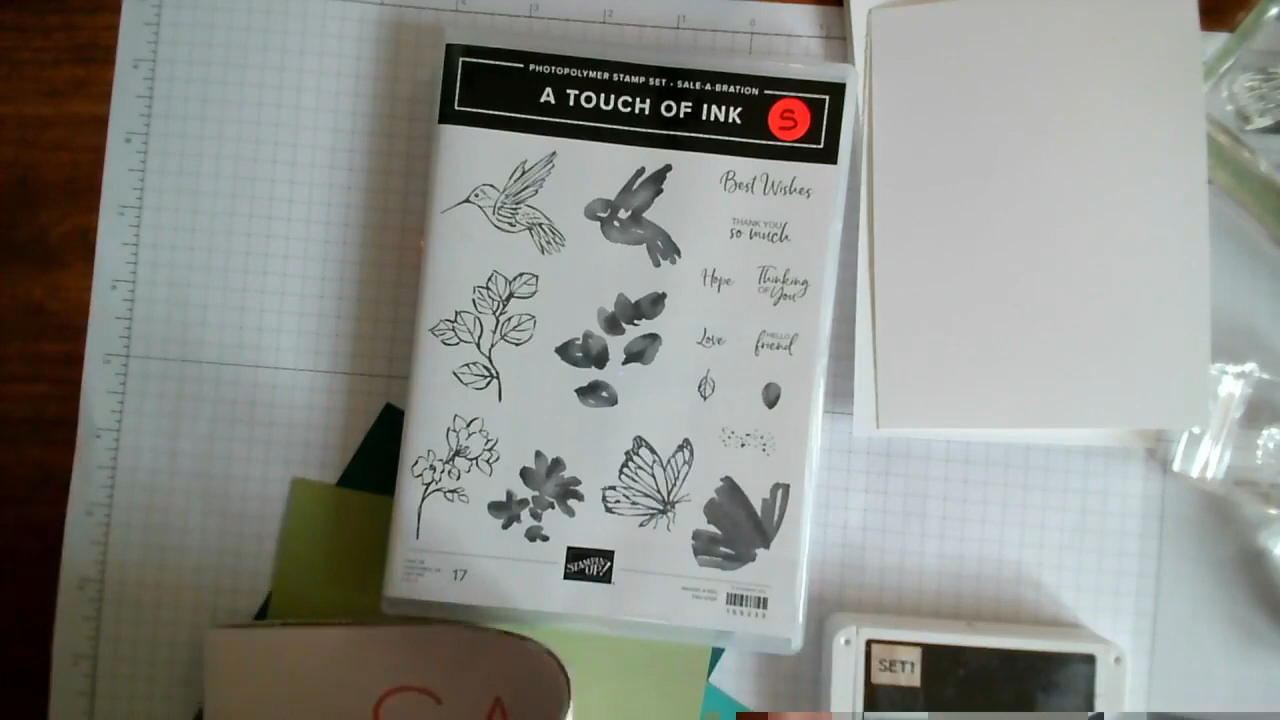 PHOTOPOLYMER STAMP SET • SALE-A-BRATION
A TOUCH OF INK
S
Best Wishes
THANK YOU
so much
Hope
Thinking
OF You
Love
HELLO
friend
17
STAMPIN' UP!
SET1
CA